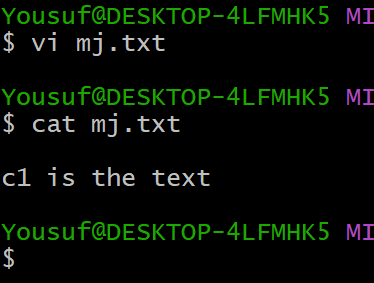 Yousuf@DESKTOP-4LFMHK5 MI
$ vi mj.txt
Yousuf@DESKTOP-4LFMHK5 MI
$ cat mj.txt
c1 is the text
Yousuf@DESKTOP-4LFMHK5 MI
$